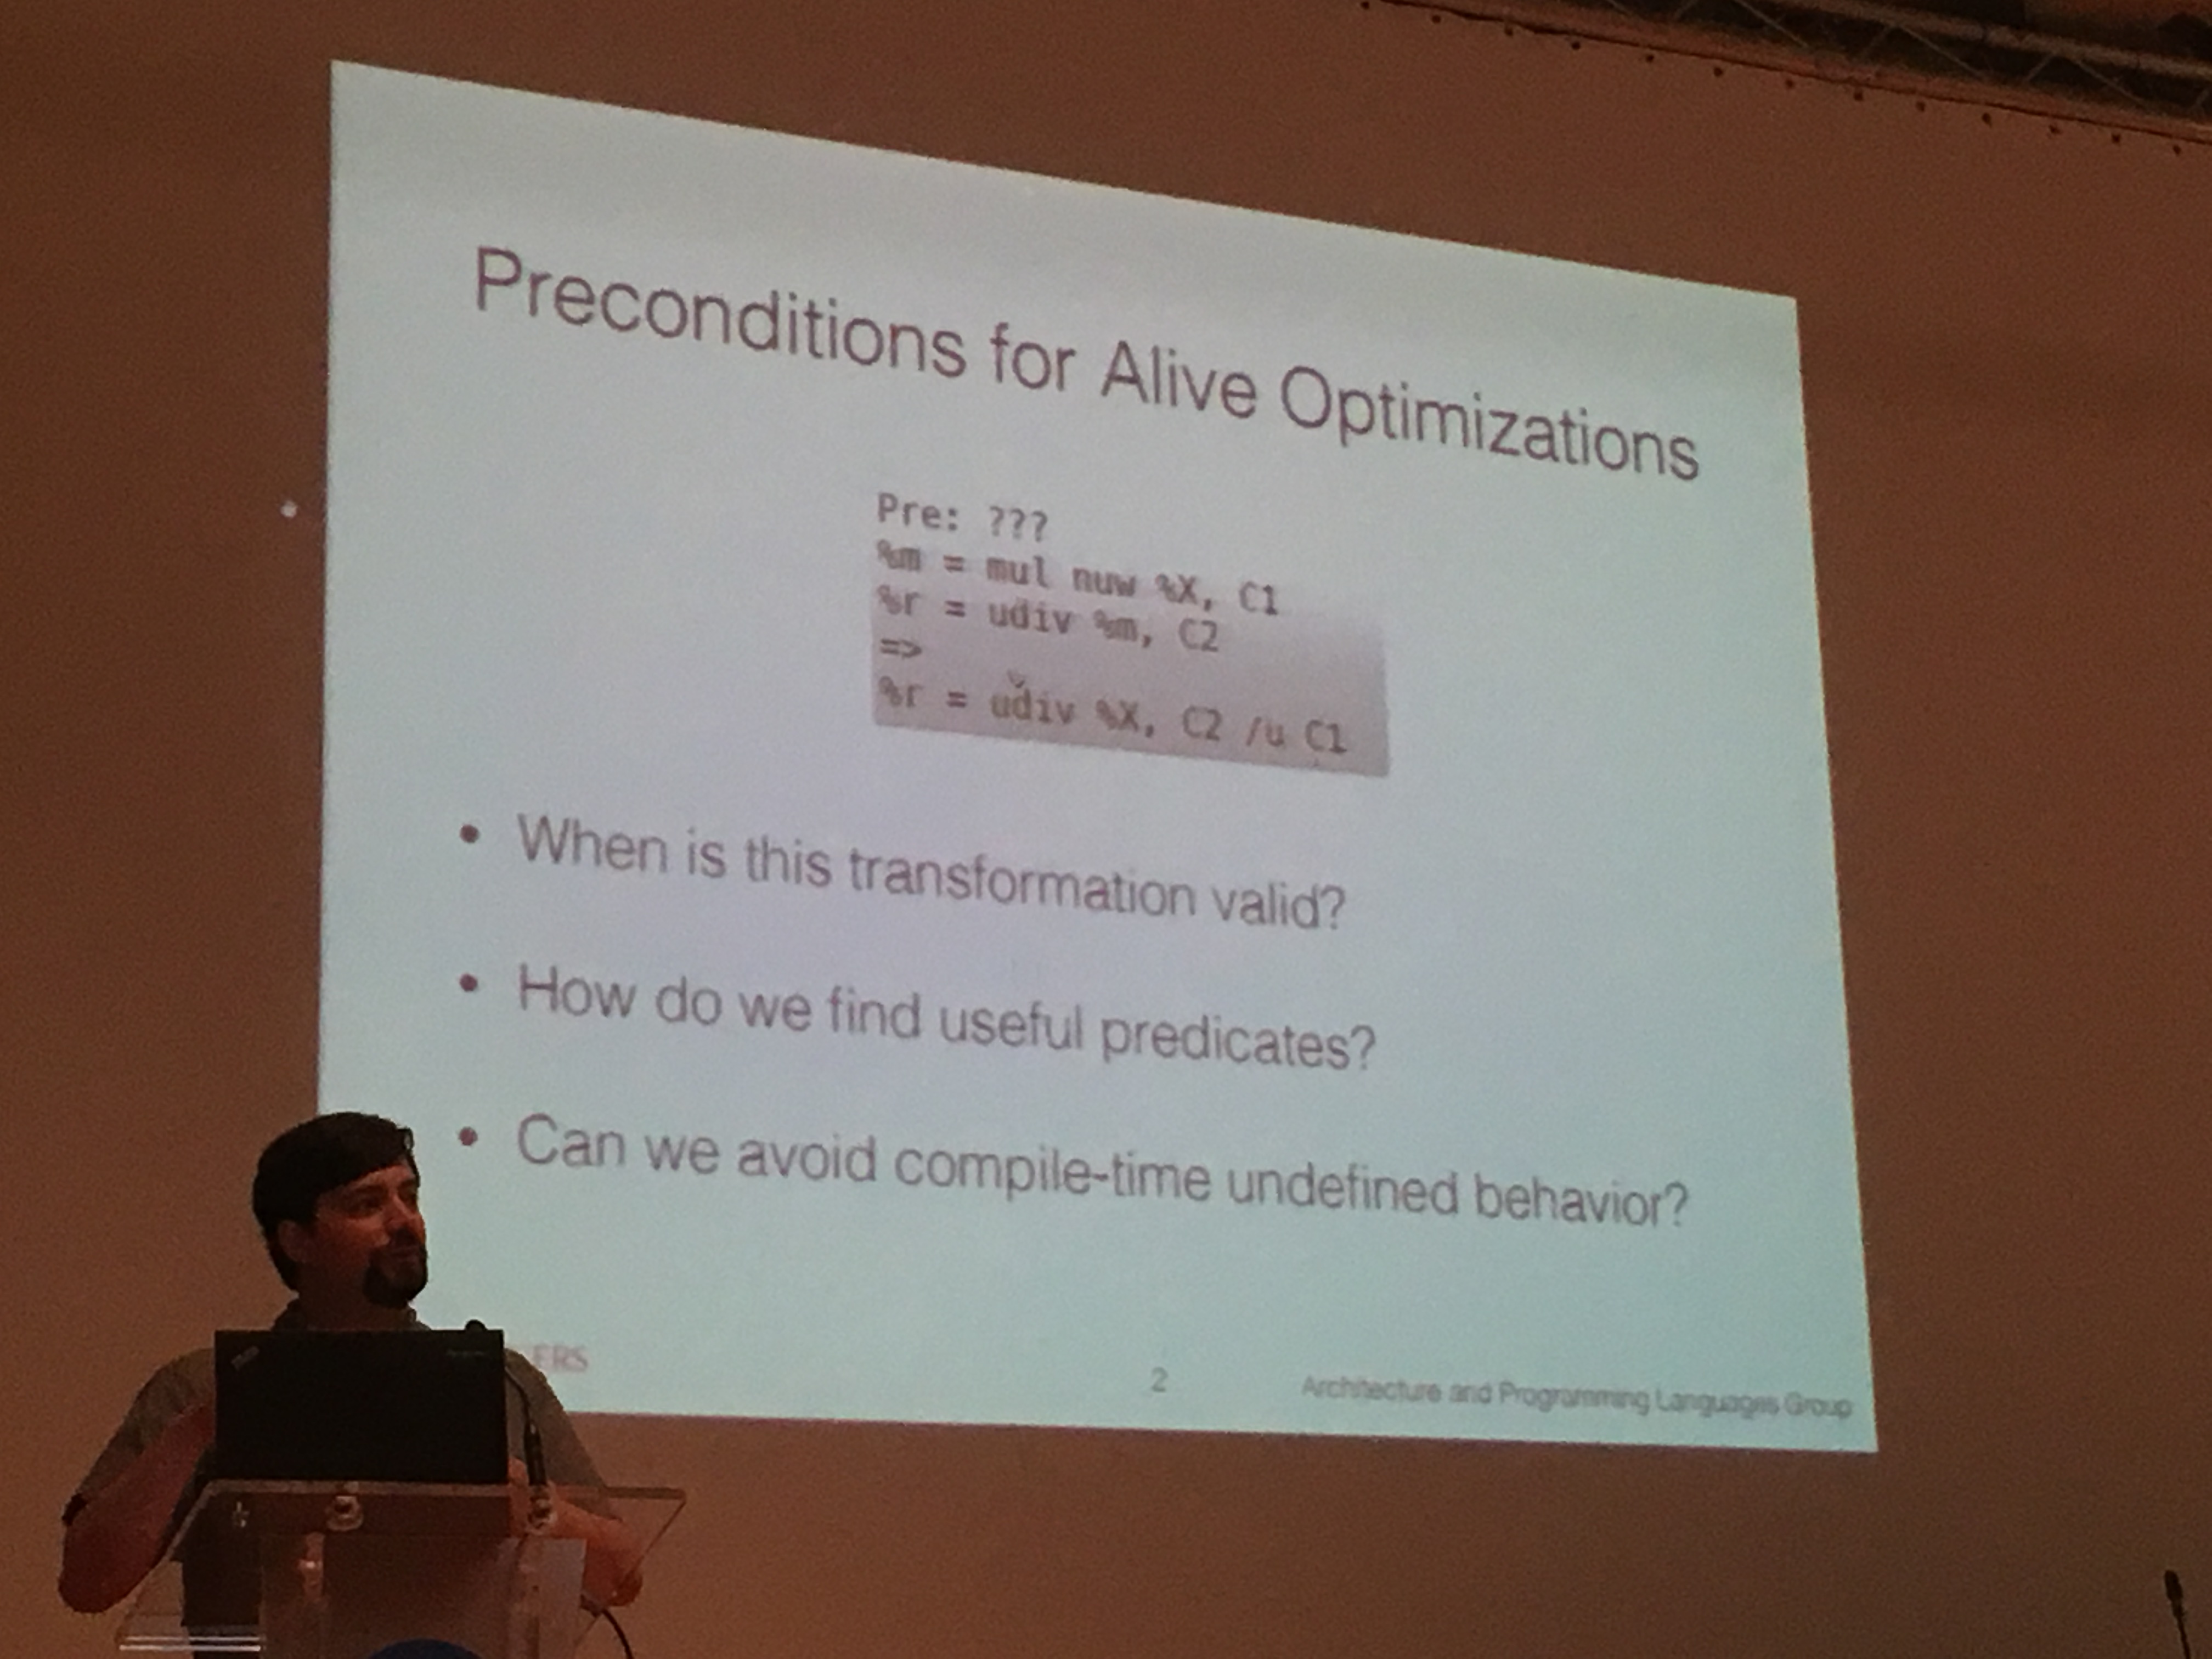 Preconditions for Alive Optimizations
Pre: ???
%m = mul nuw %X, C1
%r = udiv %m, C2
=>
%r = udiv %X, C2 /u C1
• When is this transformation valid?
• How do we find useful predicates?
• Can we avoid compile-time undefined behavior?
ERS
2
Architecture and Programming Languages Group